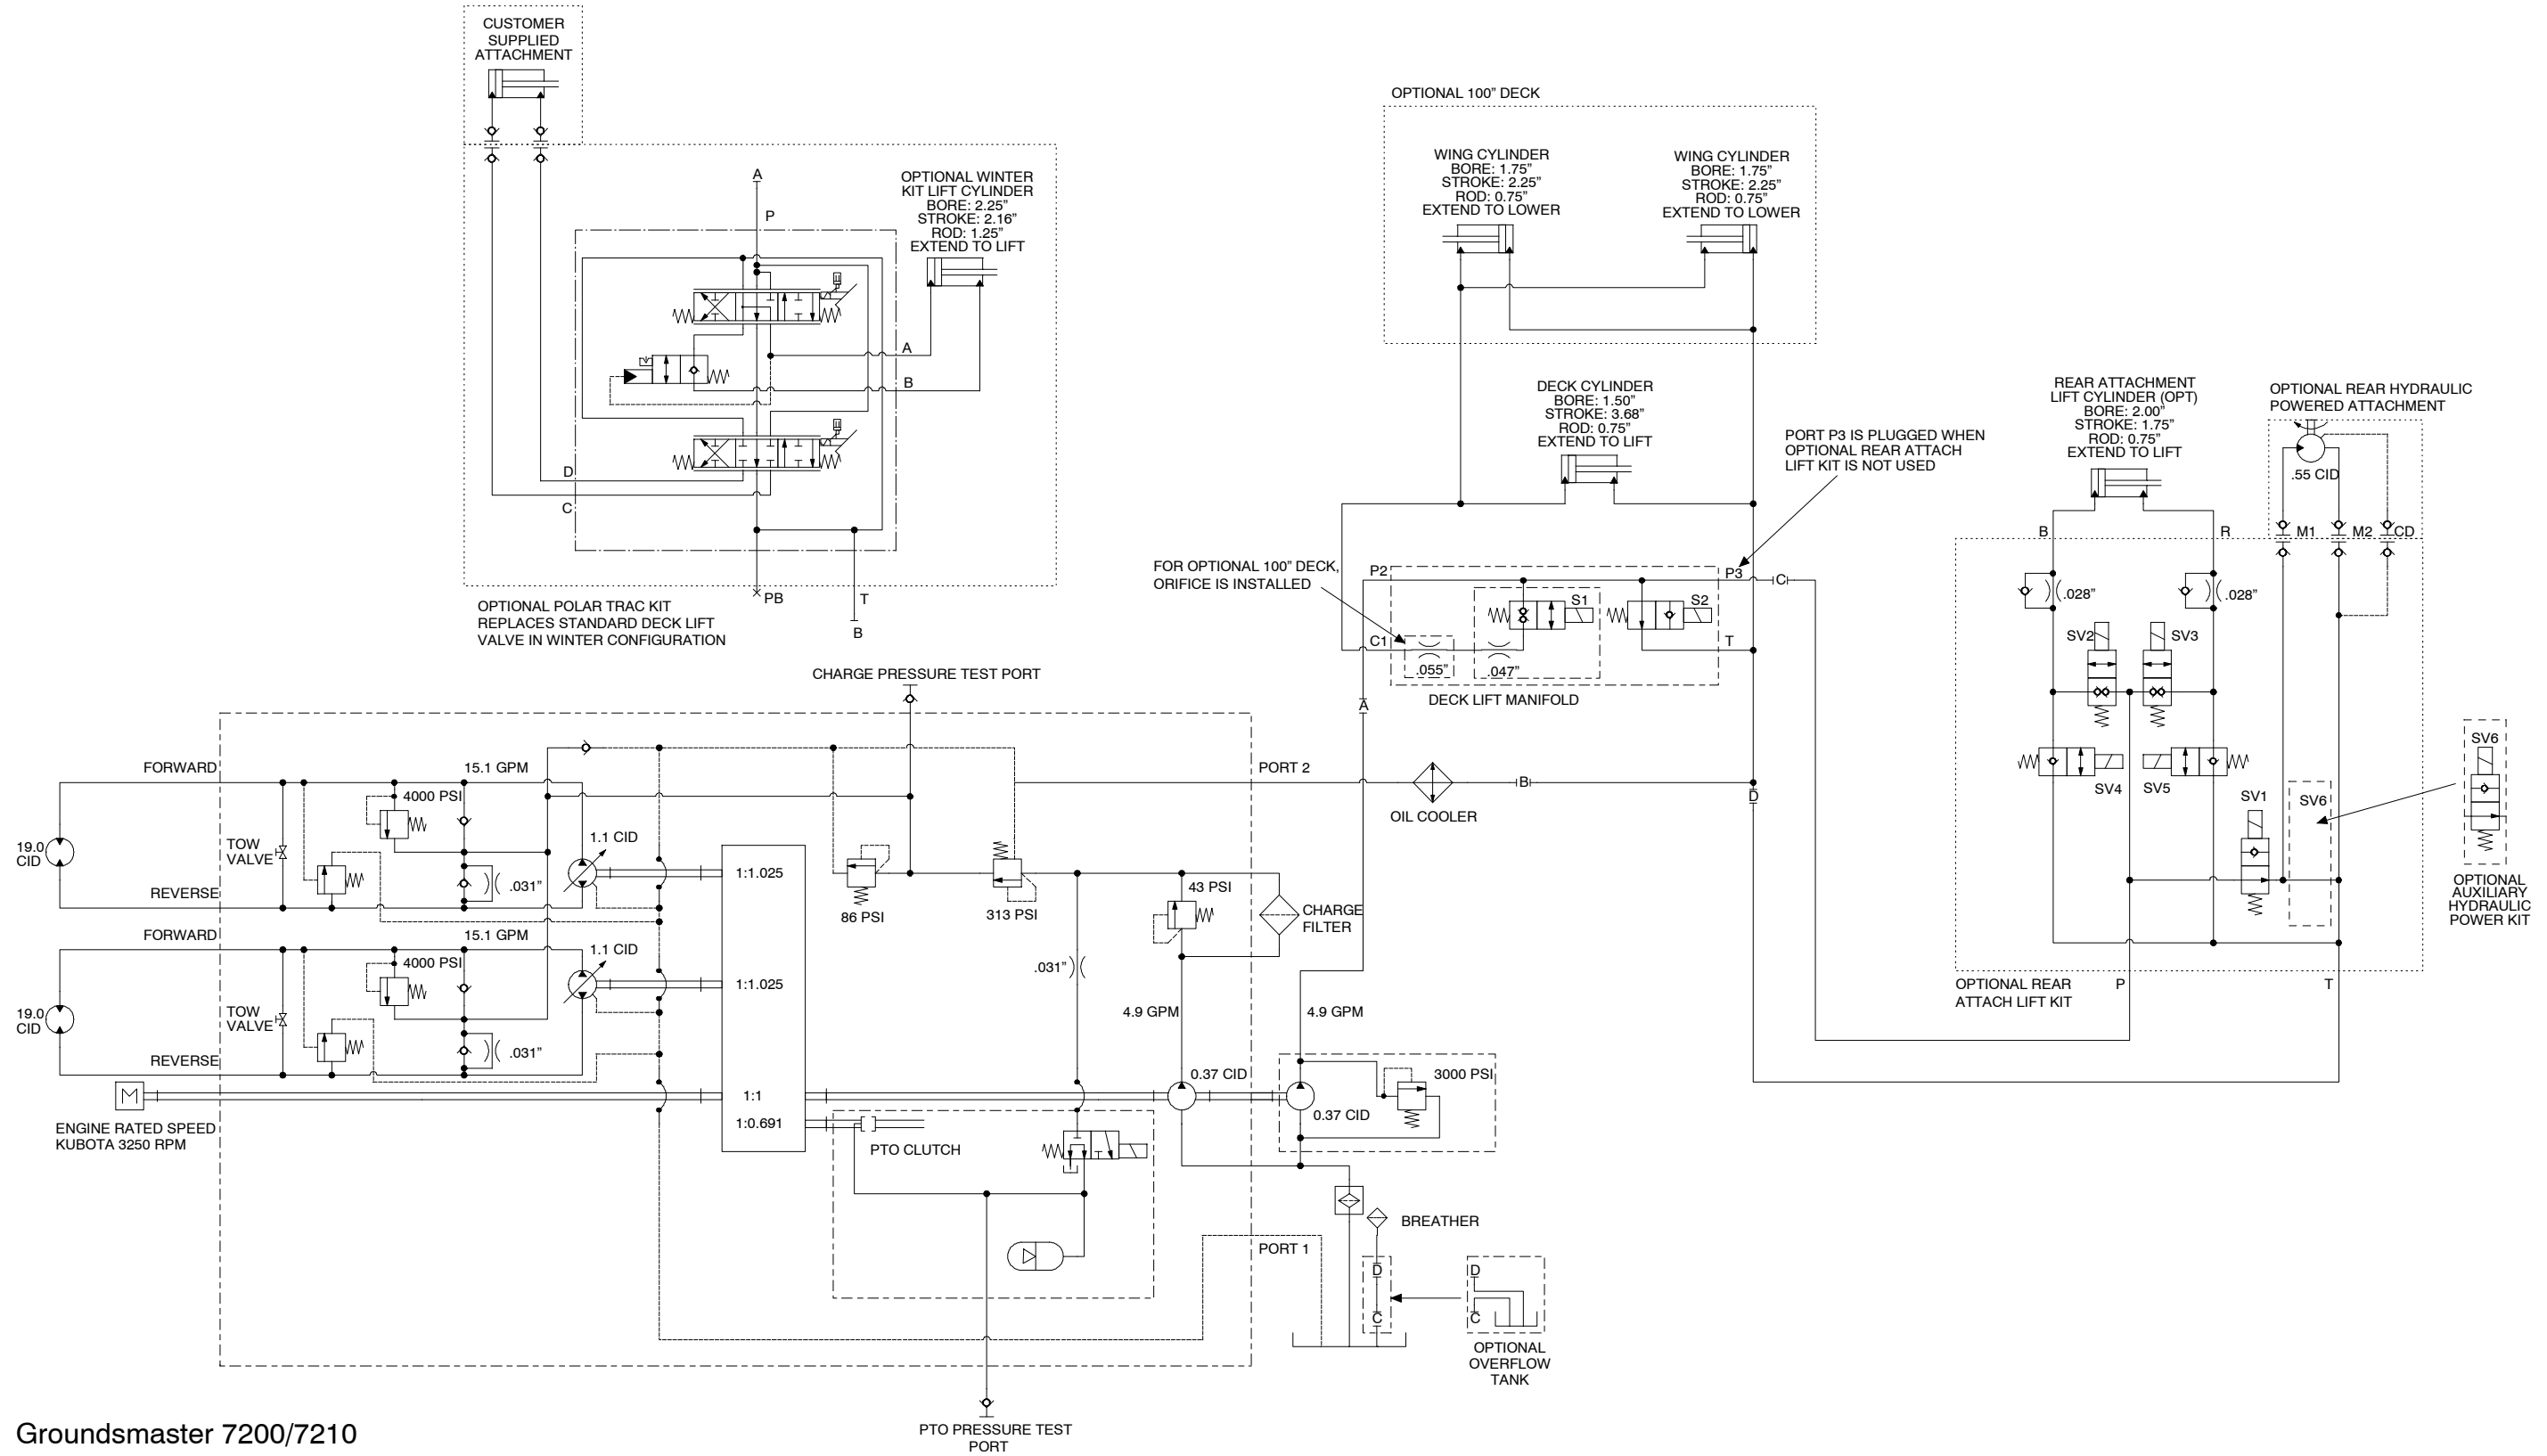 CUSTOMER
SUPPLIED
ATTACHMENT
A
P
OPTIONAL WINTER
KIT LIFT CYLINDER
BORE: 2.25”
STROKE: 2.16”
ROD: 1.25”
EXTEND TO LIFT
A
B
D
C
PB
T
B
OPTIONAL POLAR TRAC KIT
REPLACES STANDARD DECK LIFT
VALVE IN WINTER CONFIGURATION
OPTIONAL 100” DECK
WING CYLINDER
BORE: 1.75”
STROKE: 2.25”
ROD: 0.75”
EXTEND TO LOWER
WING CYLINDER
BORE: 1.75”
STROKE: 2.25”
ROD: 0.75”
EXTEND TO LOWER
DECK CYLINDER
BORE: 1.50”
STROKE: 3.68”
ROD: 0.75”
EXTEND TO LIFT
PORT P3 IS PLUGGED WHEN
OPTIONAL REAR ATTACH
LIFT KIT IS NOT USED
FOR OPTIONAL 100” DECK,
ORIFICE IS INSTALLED
P2
P3
C
S1
S2
C1
T
.055”
.047”
DECK LIFT MANIFOLD
A
REAR ATTACHMENT
LIFT CYLINDER (OPT)
BORE: 2.00”
STROKE: 1.75”
ROD: 0.75”
EXTEND TO LIFT
OPTIONAL REAR HYDRAULIC
POWERED ATTACHMENT
.55 CID
B
R
M1
M2
CD
.028”
.028”
SV2
SV3
SV4
SV5
SV1
SV6
SV6
OPTIONAL
AUXILIARY
HYDRAULIC
POWER KIT
OPTIONAL REAR
ATTACH LIFT KIT
P
T
CHARGE PRESSURE TEST PORT
PORT 2
OIL COOLER
B
D
FORWARD
15.1 GPM
4000 PSI
19.0
CID
TOW
VALVE
1.1 CID
.031”
REVERSE
1:1.025
86 PSI
313 PSI
43 PSI
CHARGE
FILTER
FORWARD
15.1 GPM
4000 PSI
19.0
CID
TOW
VALVE
1.1 CID
.031”
REVERSE
1:1.025
.031”
4.9 GPM
4.9 GPM
M
ENGINE RATED SPEED
KUBOTA 3250 RPM
1:1
1:0.691
0.37 CID
0.37 CID
3000 PSI
PTO CLUTCH
BREATHER
PORT 1
D
C
D
C
OPTIONAL
OVERFLOW
TANK
PTO PRESSURE TEST
PORT
Groundsmaster 7200/7210